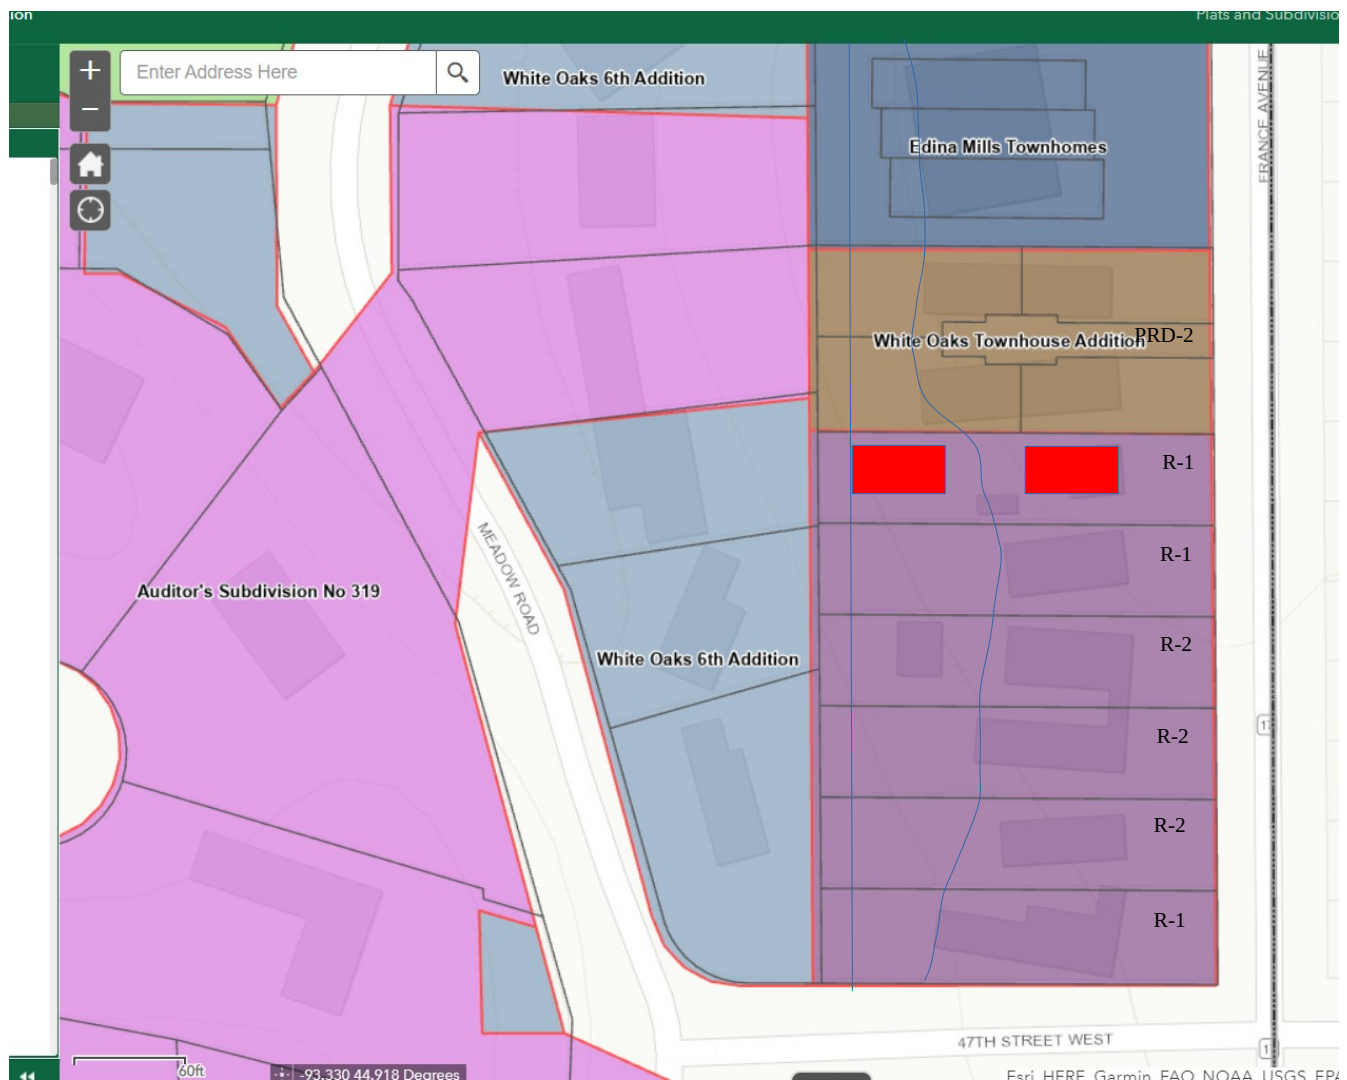 ion
Plats and Subdivisio
+
Enter Address Here
−
White Oaks 6th Addition
FRANCE AVENUE
Edina Mills Townhomes
PRD-2
White Oaks Townhouse Addition
R-1
MEADOW ROAD
R-1
Auditor's Subdivision No 319
R-2
White Oaks 6th Addition
17
R-2
R-2
R-1
47TH STREET WEST
60ft
-93.330 44.918 Degrees
Esri, HERE, Garmin, FAO, NOAA, USGS, EPA